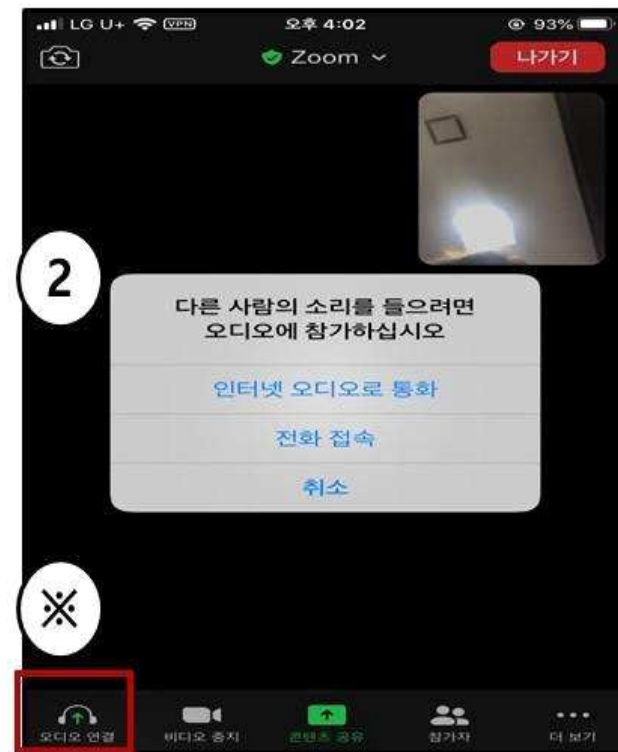 LG U+ VPN 오후 4:02 93%
Zoom 나가기
2
다른 사람의 소리를 들으려면
오디오에 참가하십시오
인터넷 오디오로 통화
전화 접속
취소
※
오디오 연결 비디오 중지 콘텐츠 공유 참가자 더 보기